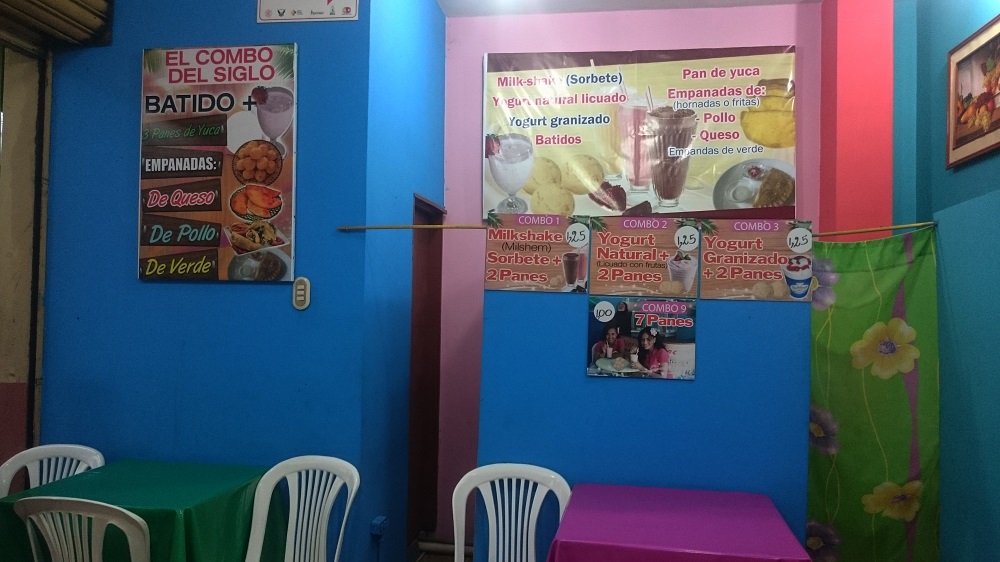 EL COMBO
DEL SIGLO
BATIDO +
3 Panes de Yuca
EMPANADAS:
De Queso
De Pollo
De Verde
Milk-shake (Sorbete)
Yogurt natural licuado
Yogurt granizado
Batidos
Pan de yuca
Empanadas de:
(hornadas o fritas)
- Pollo
- Queso
Empandas de verde
COMBO 1
1,25
Milkshake
(Milshem)
Sorbete +
2 Panes
COMBO 2
1,25
Yogurt
Natural +
(Licuado con frutas)
2 Panes
COMBO 3
1,25
Yogurt
Granizado
+ 2 Panes
COMBO 9
1,00
7 Panes